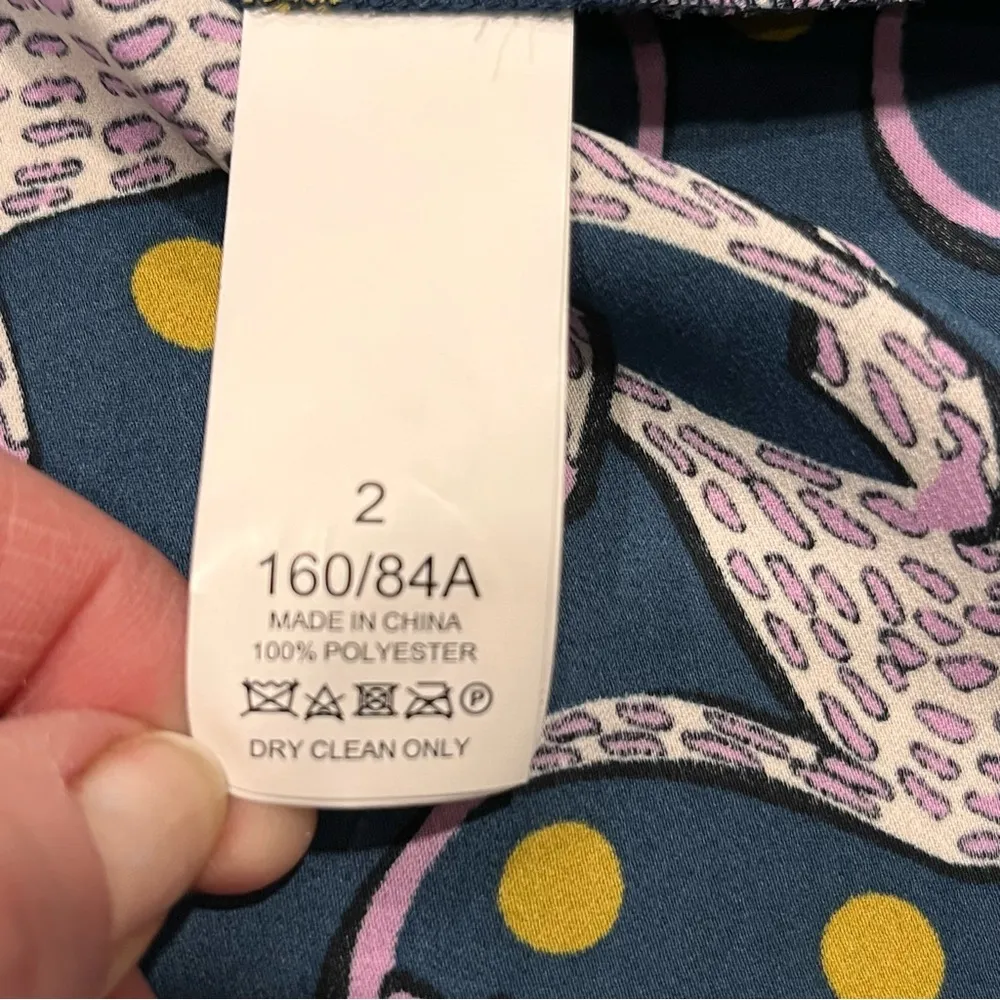 2
160/84A
MADE IN CHINA
100% POLYESTER
P
DRY CLEAN ONLY